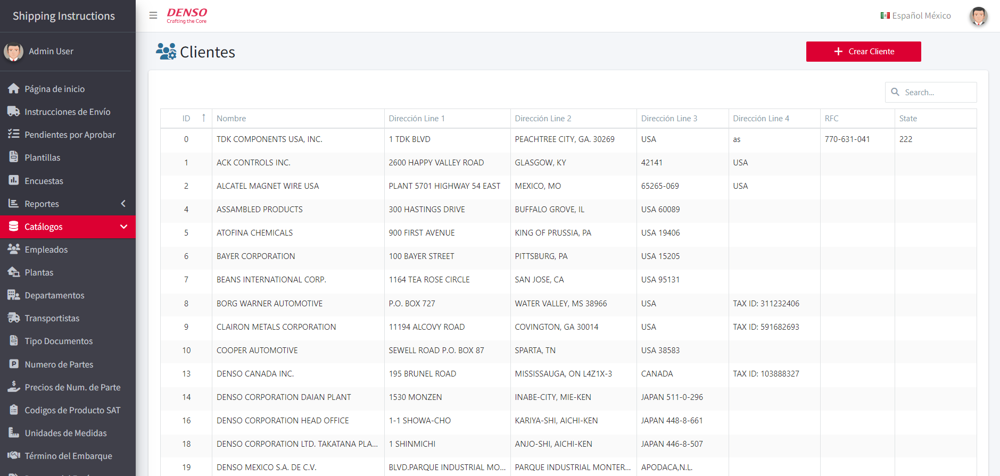 Shipping Instructions
DENSO
Crafting the Core
Español México
Admin User
Página de inicio
Instrucciones de Envío
Pendientes por Aprobar
Plantillas
Encuestas
Reportes
Catálogos
Empleados
Plantas
Departamentos
Transportistas
Tipo Documentos
Numero de Partes
Precios de Num. de Parte
Codigos de Producto SAT
Unidades de Medidas
Término del Embarque
Clientes
Crear Cliente
Search...
ID Nombre Dirección Line 1 Dirección Line 2 Dirección Line 3 Dirección Line 4 RFC State
0 TDK COMPONENTS USA, INC. 1 TDK BLVD PEACHTREE CITY, GA. 30269 USA as 770-631-041 222
1 ACK CONTROLS INC. 2600 HAPPY VALLEY ROAD GLASGOW, KY 42141 USA
2 ALCATEL MAGNET WIRE USA PLANT 5701 HIGHWAY 54 EAST MEXICO, MO 65265-069 USA
4 ASSAMBLED PRODUCTS 300 HASTINGS DRIVE BUFFALO GROVE, IL USA 60089
5 ATOFINA CHEMICALS 900 FIRST AVENUE KING OF PRUSSIA, PA USA 19406
6 BAYER CORPORATION 100 BAYER STREET PITTSBURG, PA USA 15205
7 BEANS INTERNATIONAL CORP. 1164 TEA ROSE CIRCLE SAN JOSE, CA USA 95131
8 BORG WARNER AUTOMOTIVE P.O. BOX 727 WATER VALLEY, MS 38966 USA TAX ID: 311232406
9 CLAIRON METALS CORPORATION 11194 ALCOVY ROAD COVINGTON, GA 30014 USA TAX ID: 591682693
10 COOPER AUTOMOTIVE SEWELL ROAD P.O. BOX 87 SPARTA, TN USA 38583
13 DENSO CANADA INC. 195 BRUNEL ROAD MISSISSAUGA, ON L4Z1X-3 CANADA TAX ID: 103888327
14 DENSO CORPORATION DAIAN PLANT 1530 MONZEN INABE-CITY, MIE-KEN JAPAN 511-0-296
16 DENSO CORPORATION HEAD OFFICE 1-1 SHOWA-CHO KARIYA-SHI, AICHI-KEN JAPAN 448-8-661
18 DENSO CORPORATION LTD. TAKATANA PLA... 1 SHINMICHI ANJO-SHI, AICHI-KEN JAPAN 446-8-507
19 DENSO MEXICO S.A. DE C.V. BLVD.PARQUE INDUSTRIAL MO... PARQUE INDUSTRIAL MONTER... APODACA,N.L.